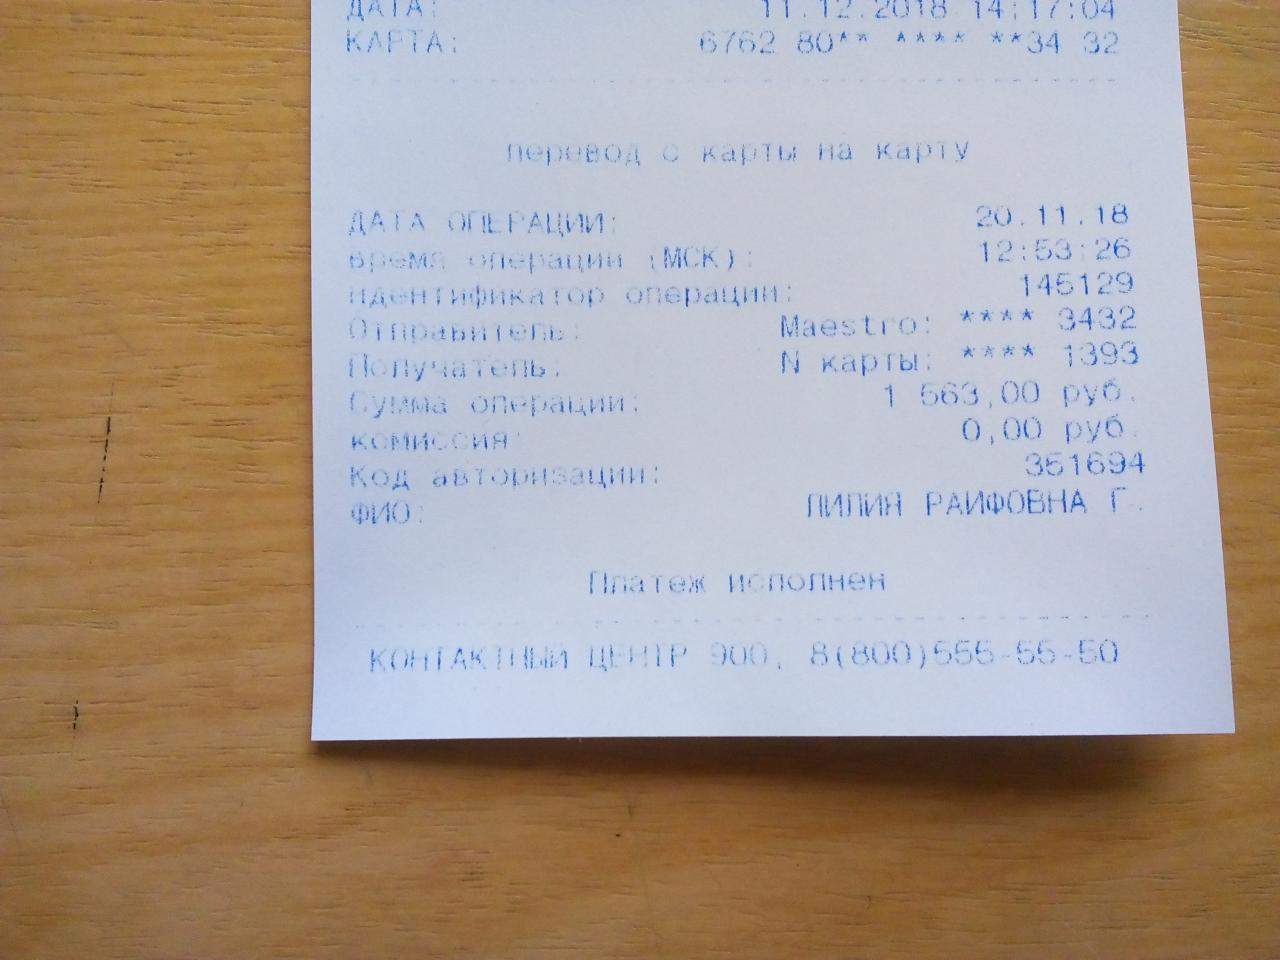 ДАТА: 11.12.2018 14:17:04
КАРТА: 6762 80** **** **34 32
перевод с карты на карту
ДАТА ОПЕРАЦИИ: 20.11.18
время операции (МСК): 12:53:26
идентификатор операции: 145129
Отправитель: Maestro: **** 3432
Получатель: N карты: **** 1393
Сумма операции: 1 563,00 руб.
комиссия: 0,00 руб.
Код авторизации: 351694
ФИО: ЛИЛИЯ РАИФОВНА Г.
Платеж исполнен
КОНТАКТНЫЙ ЦЕНТР 900, 8(800)555-55-50